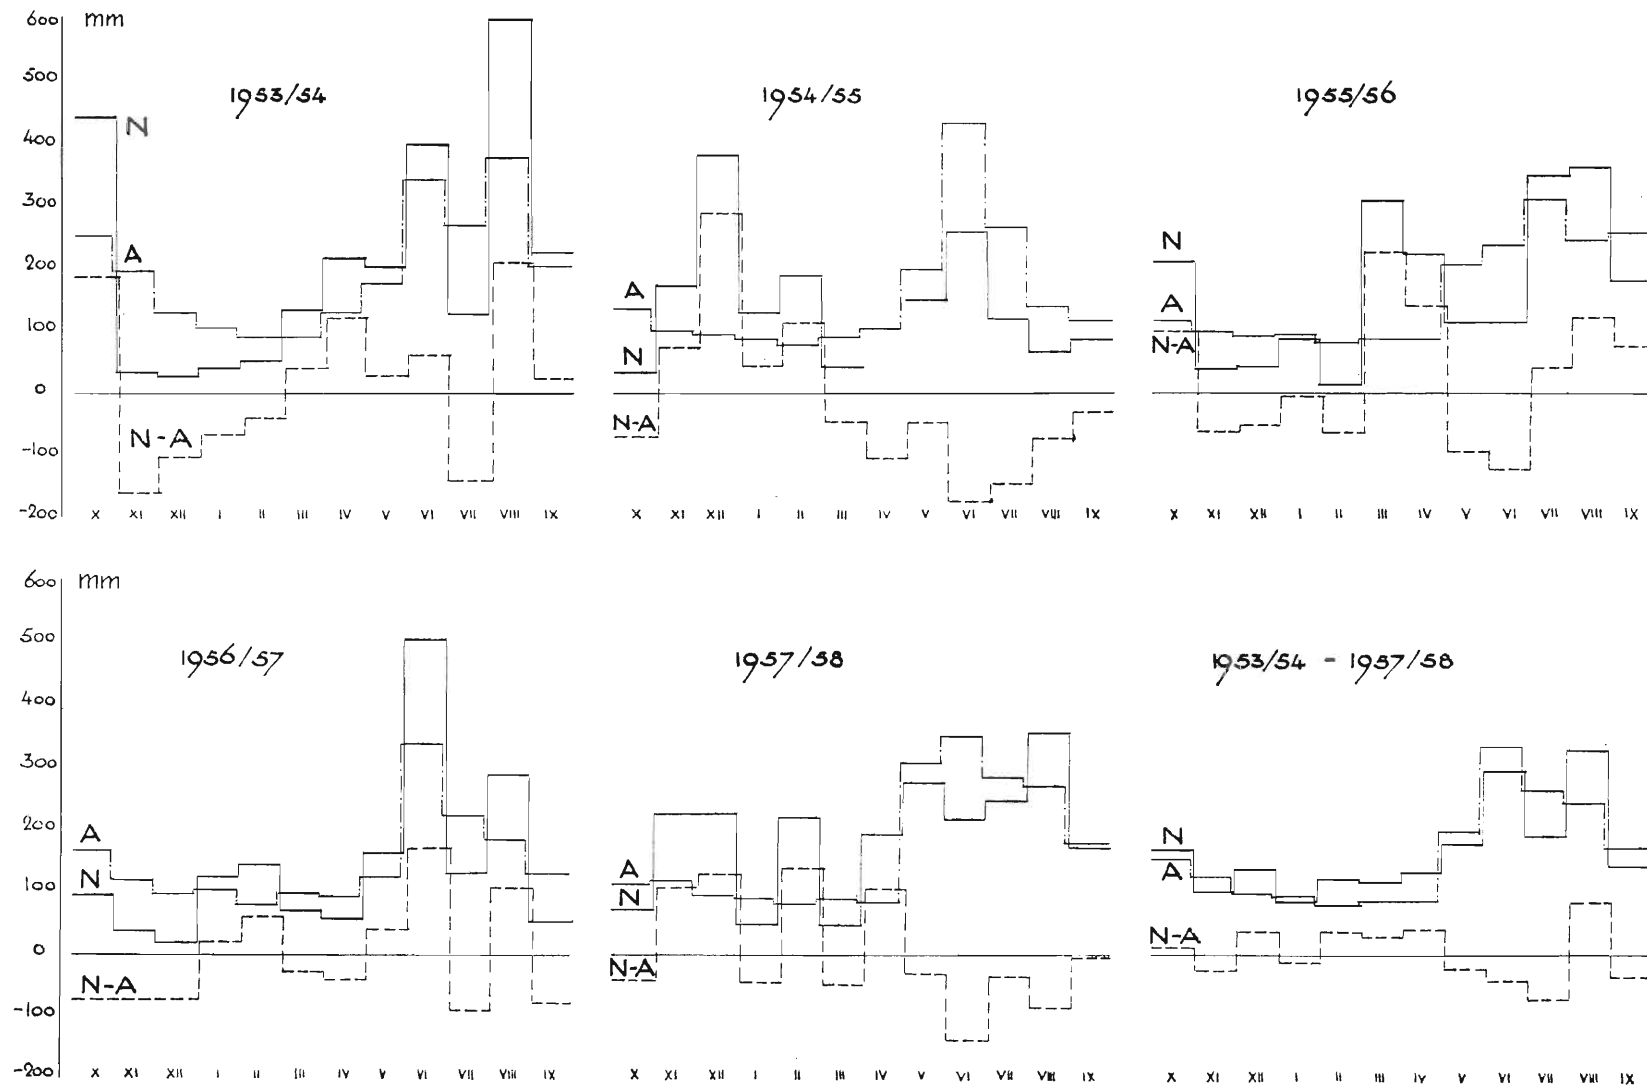 600 mm
500
400
300
200
100
0
-100
-200
1953/54
N
A
N-A
X XI XII I II III IV V VI VII VIII IX
1954/55
A
N
N-A
X XI XII I II III IV V VI VII VIII IX
1955/56
N
A
N-A
X XI XII I II III IV V VI VII VIII IX
600 mm
500
400
300
200
100
0
-100
-200
1956/57
A
N
N-A
X XI XII I II III IV V VI VII VIII IX
1957/58
A
N
N-A
X XI XII I II III IV V VI VII VIII IX
1953/54 - 1957/58
N
A
N-A
X XI XII I II III IV V VI VII VIII IX